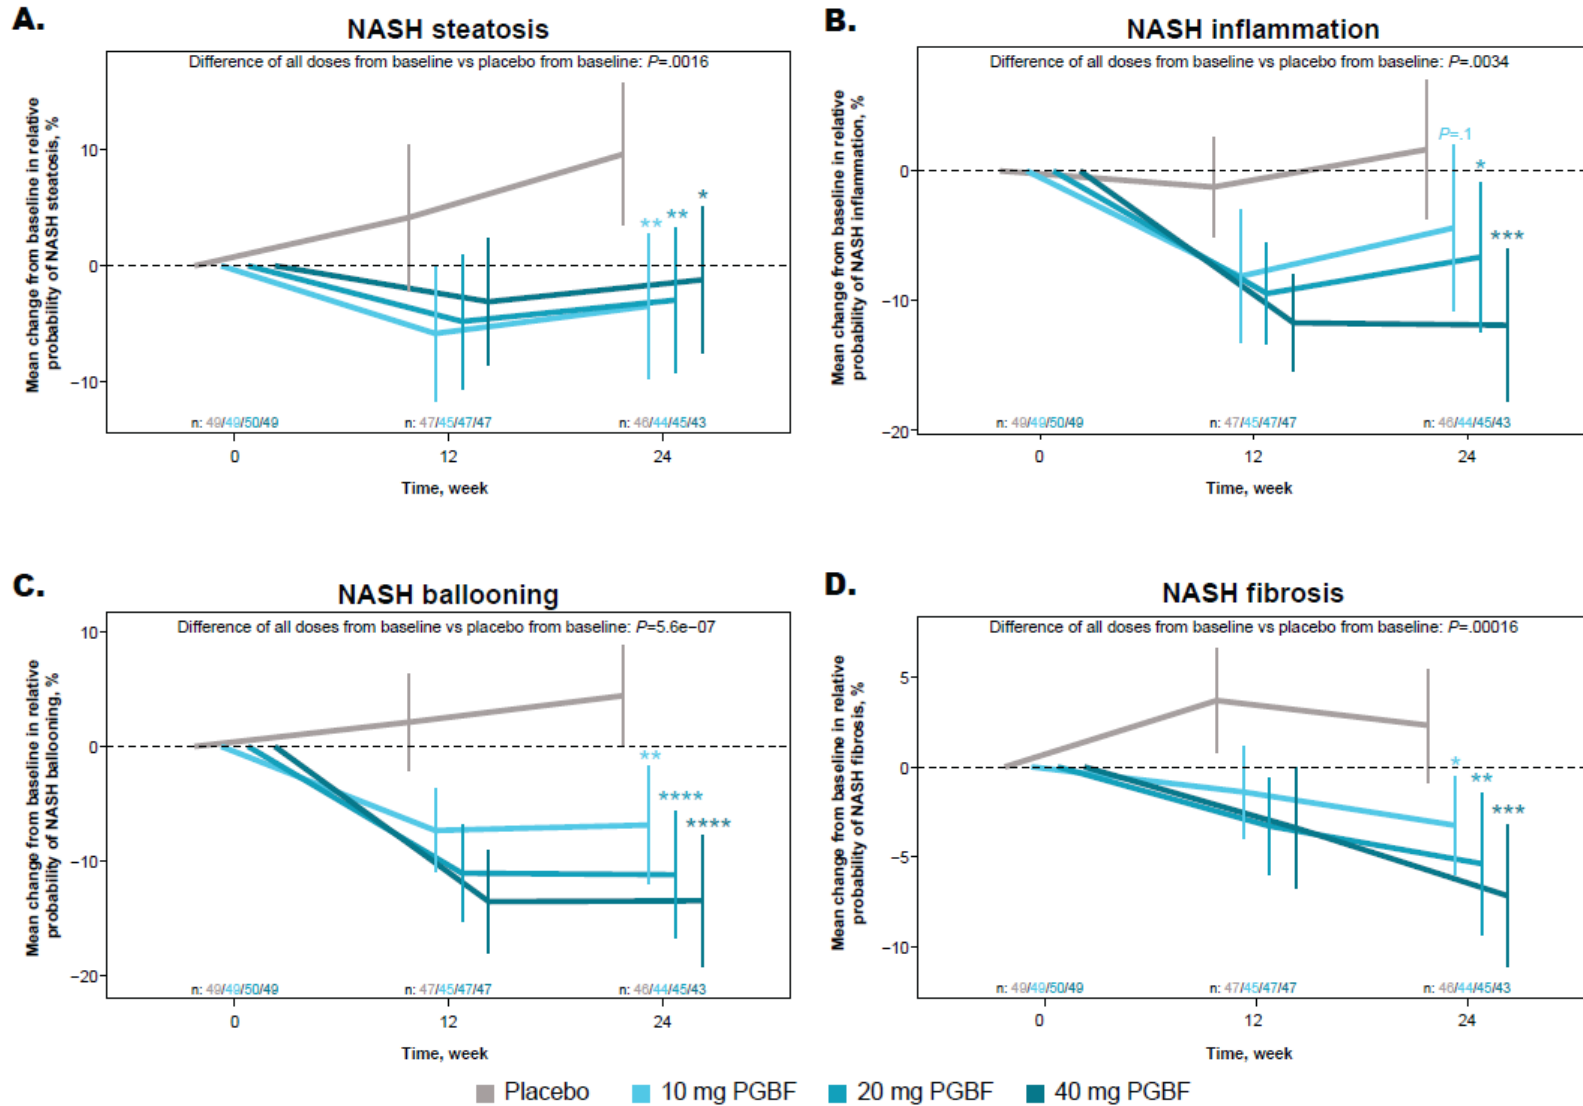 A.
NASH steatosis
Difference of all doses from baseline vs placebo from baseline: P=.0016
Mean change from baseline in relative
probability of NASH steatosis, %
10
0
−10
** ** *
n: 49/49/50/49
n: 47/45/47/47
n: 46/44/45/43
0
12
24
Time, week
B.
NASH inflammation
Difference of all doses from baseline vs placebo from baseline: P=.0034
Mean change from baseline in relative
probability of NASH inflammation, %
0
−10
−20
P=.1
*
***
n: 49/49/50/49
n: 47/45/47/47
n: 46/44/45/43
0
12
24
Time, week
C.
NASH ballooning
Difference of all doses from baseline vs placebo from baseline: P=5.6e−07
Mean change from baseline in relative
probability of NASH ballooning, %
10
0
−10
−20
**
****
****
n: 49/49/50/49
n: 47/45/47/47
n: 46/44/45/43
0
12
24
Time, week
D.
NASH fibrosis
Difference of all doses from baseline vs placebo from baseline: P=.00016
Mean change from baseline in relative
probability of NASH fibrosis, %
5
0
−5
−10
*
**
***
n: 49/49/50/49
n: 47/45/47/47
n: 46/44/45/43
0
12
24
Time, week
Placebo
10 mg PGBF
20 mg PGBF
40 mg PGBF